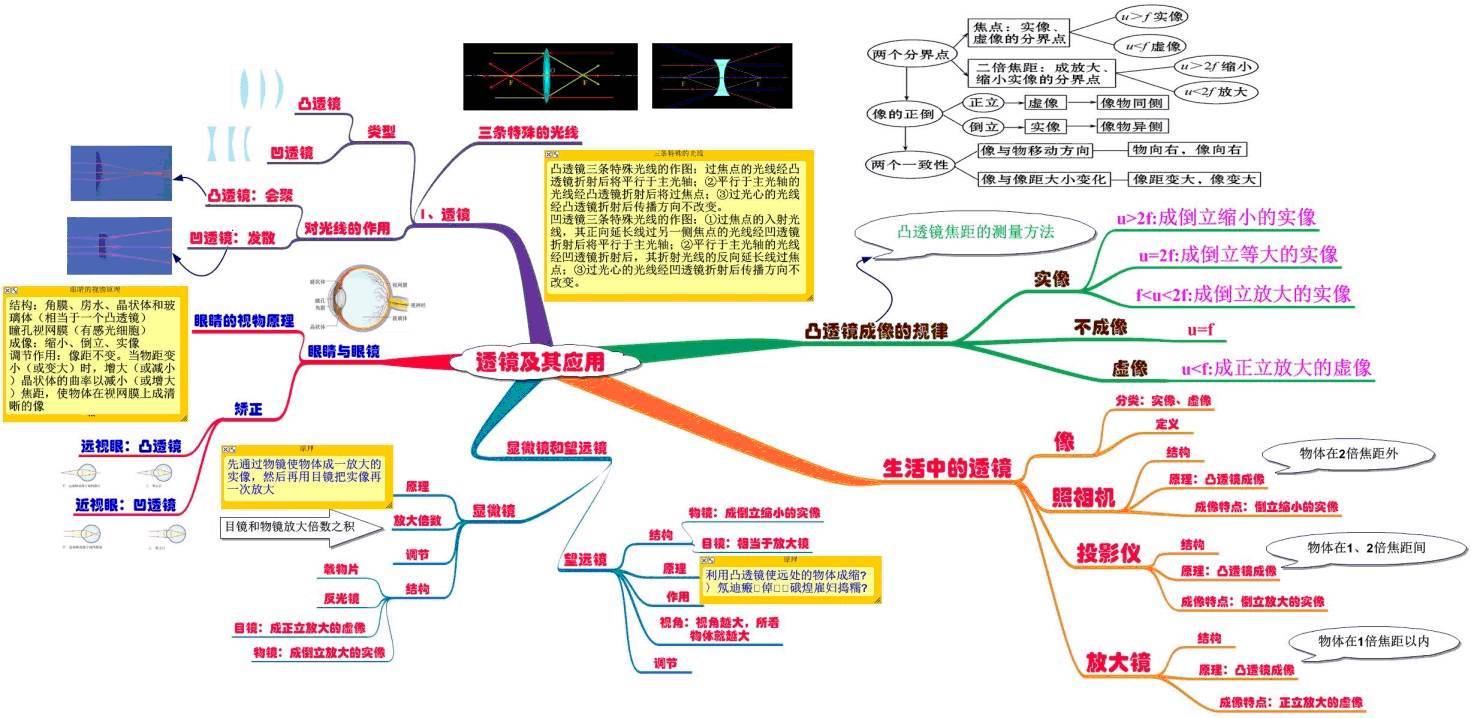 透镜及其应用
1、透镜
类型
凸透镜
凹透镜
对光线的作用
凸透镜：会聚
凹透镜：发散
三条特殊的光线
三条特殊的光线
凸透镜三条特殊光线的作图：过焦点的光线经凸
透镜折射后将平行于主光轴；②平行于主光轴的
光线经凸透镜折射后将过焦点；③过光心的光线
经凸透镜折射后传播方向不改变。
凹透镜三条特殊光线的作图：①过焦点的入射光
线，其正向延长线过另一侧焦点的光线经凹透镜
折射后将平行于主光轴；②平行于主光轴的光线
经凹透镜折射后，其折射光线的反向延长线过焦
点；③过光心的光线经凹透镜折射后传播方向不
改变。
眼睛与眼镜
眼睛的视物原理
眼睛的视物原理
结构：角膜、房水、晶状体和玻
璃体（相当于一个凸透镜）
瞳孔视网膜（有感光细胞）
成像：缩小、倒立、实像
调节作用：像距不变。当物距变
小（或变大）时，增大（或减小
）晶状体的曲率以减小（或增大
）焦距，使物体在视网膜上成清
晰的像
矫正
远视眼：凸透镜
近视眼：凹透镜
显微镜和望远镜
显微镜
原理
原理
先通过物镜使物体成一放大的
实像，然后再用目镜把实像再
一次放大
放大倍数
目镜和物镜放大倍数之积
调节
结构
载物片
反光镜
目镜：成正立放大的虚像
物镜：成倒立放大的实像
望远镜
结构
物镜：成倒立缩小的实像
目镜：相当于放大镜
原理
原理
利用凸透镜使远处的物体成缩?
作用
视角：视角越大，所看
物体就越大
调节
两个分界点
焦点：实像、
虚像的分界点
u>f 实像
u<f 虚像
二倍焦距：成放大、
缩小实像的分界点
u>2f 缩小
u<2f 放大
像的正倒
正立
虚像
像物同侧
倒立
实像
像物异侧
两个一致性
像与物移动方向
物向右，像向右
像与像距大小变化
像距变大，像变大
凸透镜焦距的测量方法
凸透镜成像的规律
实像
u>2f:成倒立缩小的实像
u=2f:成倒立等大的实像
f<u<2f:成倒立放大的实像
不成像
u=f
虚像
u<f:成正立放大的虚像
生活中的透镜
像
分类：实像、虚像
定义
照相机
结构
原理：凸透镜成像
成像特点：倒立缩小的实像
物体在2倍焦距外
投影仪
结构
原理：凸透镜成像
成像特点：倒立放大的实像
物体在1、2倍焦距间
放大镜
结构
原理：凸透镜成像
成像特点：正立放大的虚像
物体在1倍焦距以内